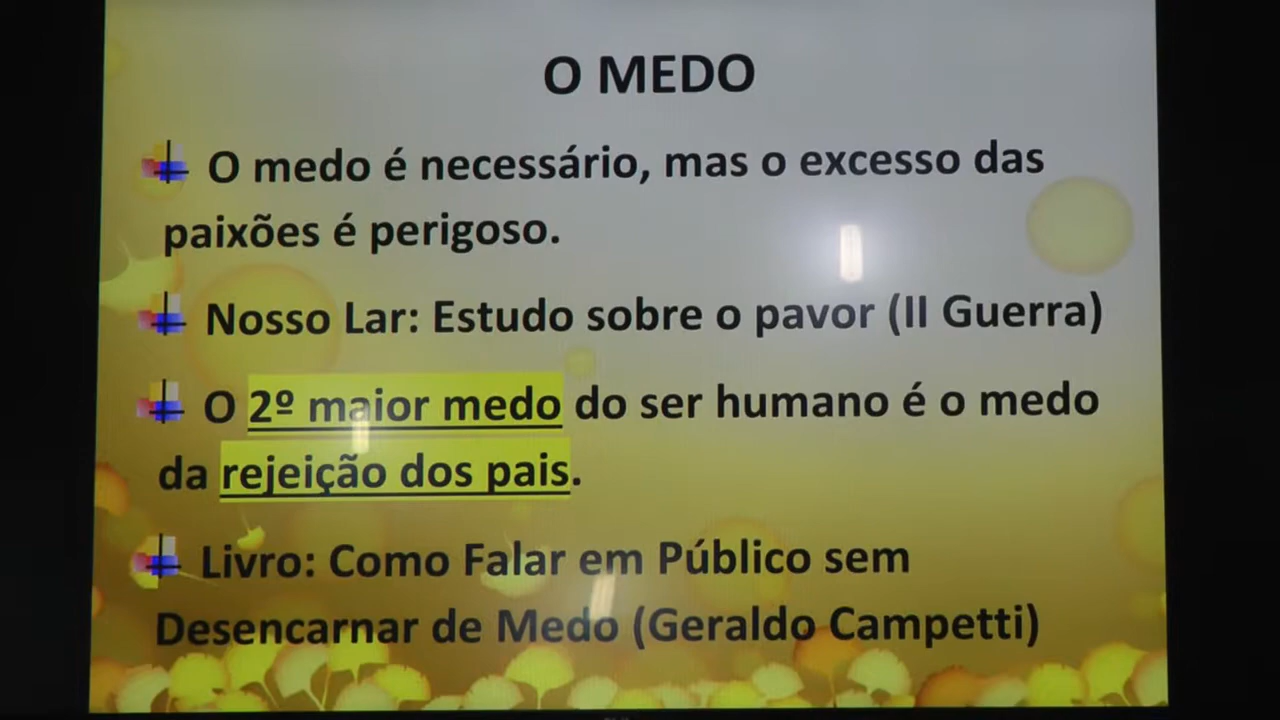 O MEDO
O medo é necessário, mas o excesso das
paixões é perigoso.
Nosso Lar: Estudo sobre o pavor (II Guerra)
O 2º maior medo do ser humano é o medo
da rejeição dos pais.
Livro: Como Falar em Público sem
Desencarnar de Medo (Geraldo Campetti)